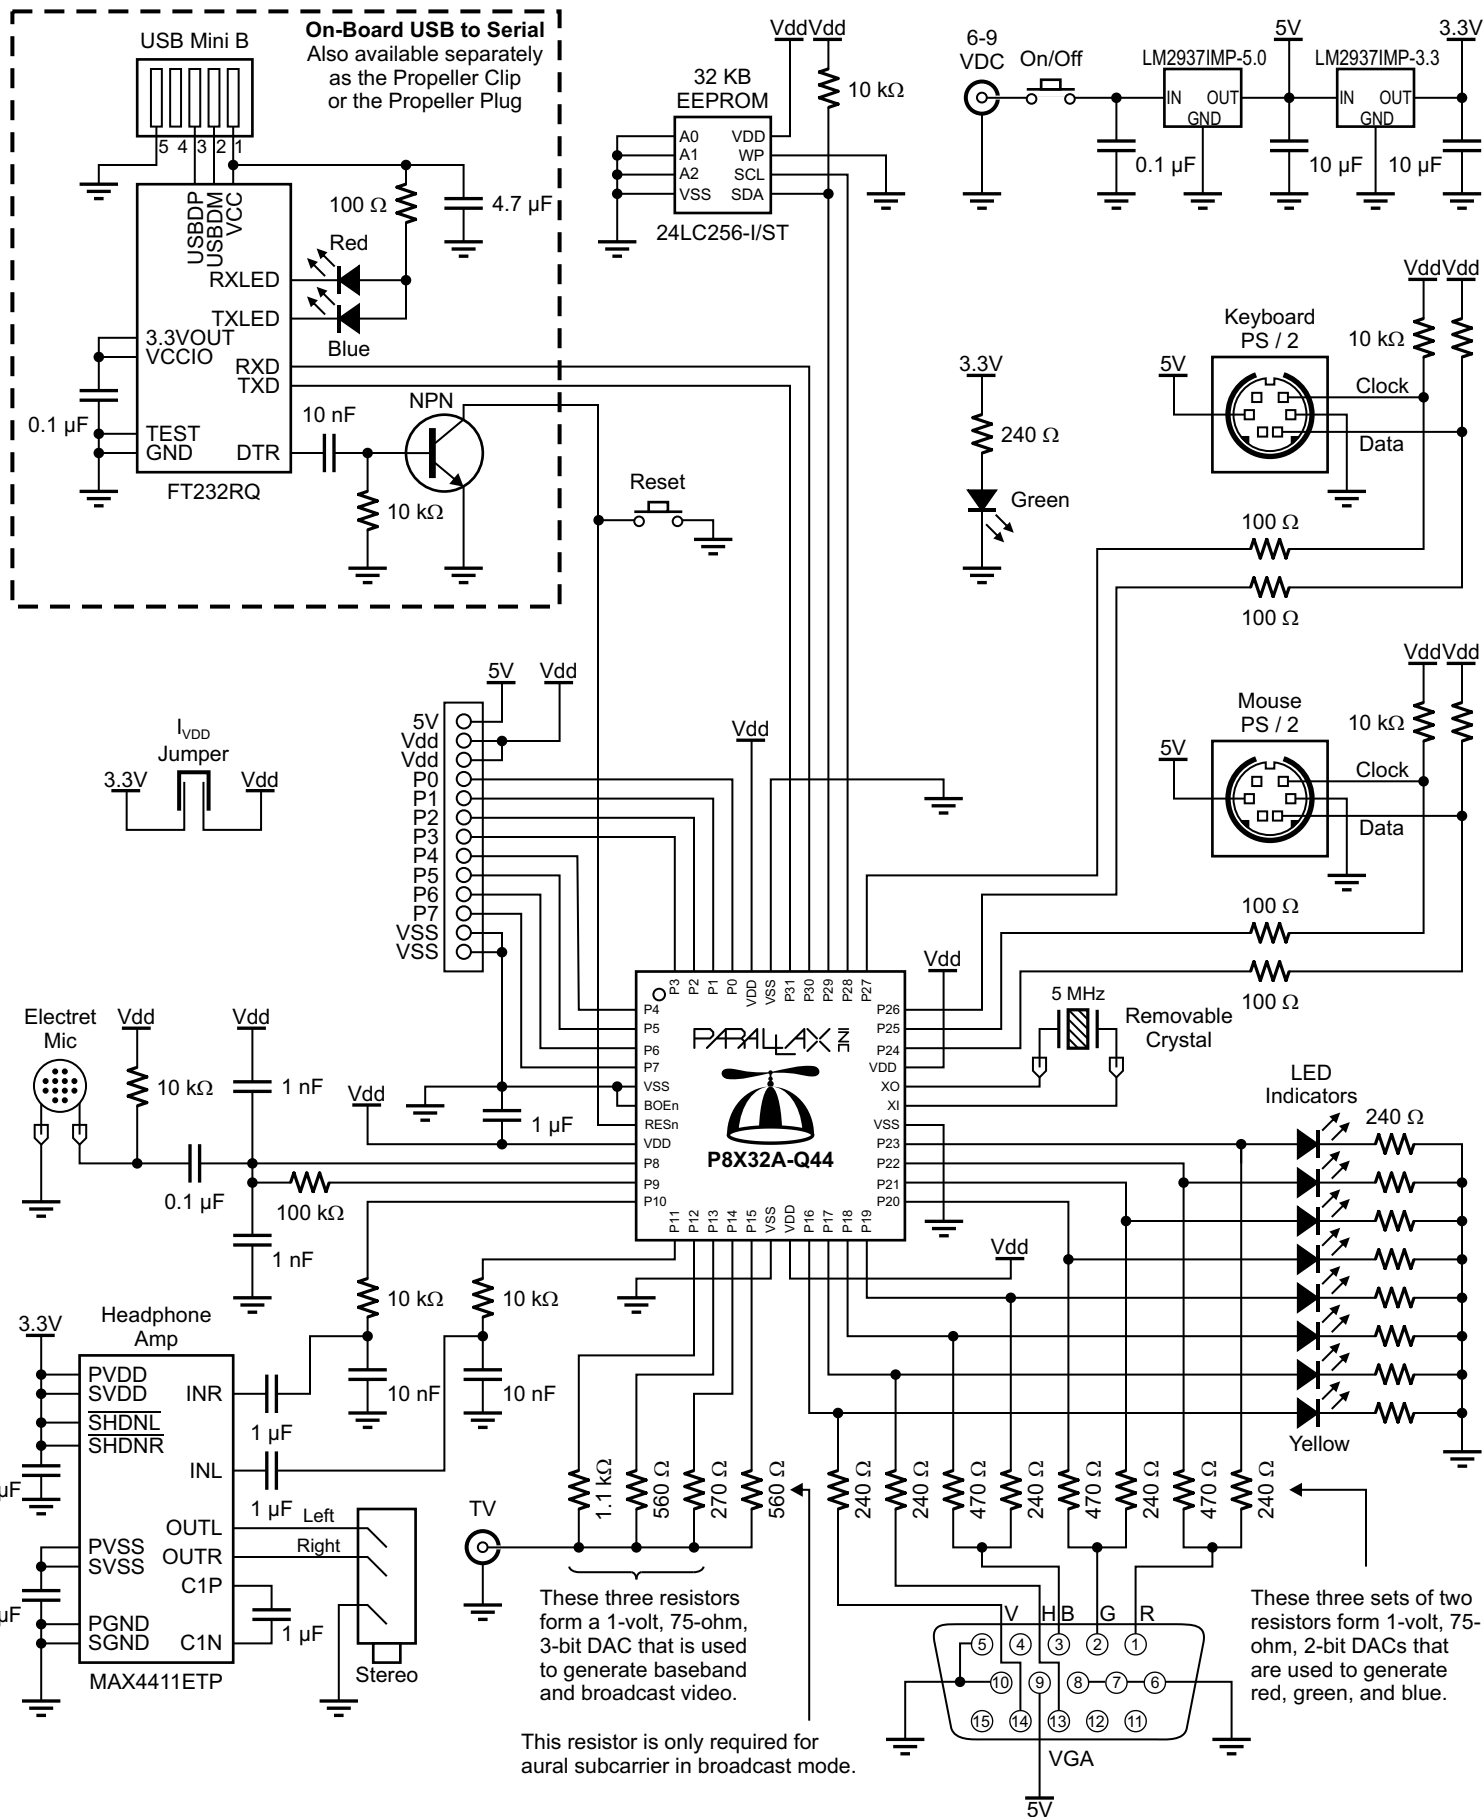 On-Board USB to Serial
Also available separately
as the Propeller Clip
or the Propeller Plug
USB Mini B
5 4 3 2 1
USBDP
USBDM
VCC
100 Ω
4.7 µF
Red
RXLED
TXLED
Blue
3.3VOUT
VCCIO
RXD
TXD
0.1 µF
TEST
GND
DTR
10 nF
NPN
10 kΩ
FT232RQ
Vdd
Vdd
32 KB
EEPROM
10 kΩ
A0
A1
A2
VSS
VDD
WP
SCL
SDA
24LC256-I/ST
6-9
VDC
On/Off
LM2937IMP-5.0
IN
OUT
GND
5V
LM2937IMP-3.3
IN
OUT
GND
3.3V
0.1 µF
10 µF
10 µF
3.3V
240 Ω
Green
Reset
Vdd
Vdd
Keyboard
PS / 2
10 kΩ
5V
Clock
Data
100 Ω
100 Ω
Vdd
Vdd
Mouse
PS / 2
10 kΩ
5V
Clock
Data
100 Ω
100 Ω
IVDD
Jumper
3.3V
Vdd
5V
Vdd
5V
Vdd
Vdd
P0
P1
P2
P3
P4
P5
P6
P7
VSS
VSS
Vdd
Vdd
P3
P2
P1
P0
VDD
VSS
P31
P30
P29
P28
P27
P4
P5
P6
P7
VSS
BOEn
RESn
VDD
P8
P9
P10
P26
P25
P24
VDD
XO
XI
VSS
P23
P22
P21
P20
PARALLAX INC
P8X32A-Q44
P11
P12
P13
P14
P15
VSS
VDD
P16
P17
P18
P19
5 MHz
Removable
Crystal
Electret
Mic
Vdd
Vdd
10 kΩ
1 nF
Vdd
1 µF
0.1 µF
100 kΩ
1 nF
LED
Indicators
240 Ω
Yellow
Vdd
10 kΩ
10 kΩ
10 nF
10 nF
Headphone
Amp
3.3V
PVDD
SVDD
SHDNL
SHDNR
INR
INL
1 µF
1 µF
µF
PVSS
SVSS
OUTL
OUTR
C1P
C1N
PGND
SGND
µF
1 µF
MAX4411ETP
Left
Right
Stereo
TV
1.1 kΩ
560 Ω
270 Ω
560 Ω
240 Ω
240 Ω
470 Ω
240 Ω
470 Ω
240 Ω
470 Ω
240 Ω
These three resistors
form a 1-volt, 75-ohm,
3-bit DAC that is used
to generate baseband
and broadcast video.
This resistor is only required for
aural subcarrier in broadcast mode.
These three sets of two
resistors form 1-volt, 75-
ohm, 2-bit DACs that
are used to generate
red, green, and blue.
V H B G R
5 4 3 2 1
10 9 8 7 6
15 14 13 12 11
VGA
5V